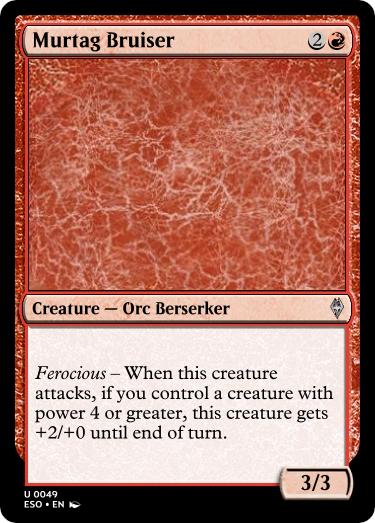 Murtag Bruiser 2
Creature — Orc Berserker
Ferocious – When this creature
attacks, if you control a creature with
power 4 or greater, this creature gets
+2/+0 until end of turn.
3/3
U 0049
ESO • EN